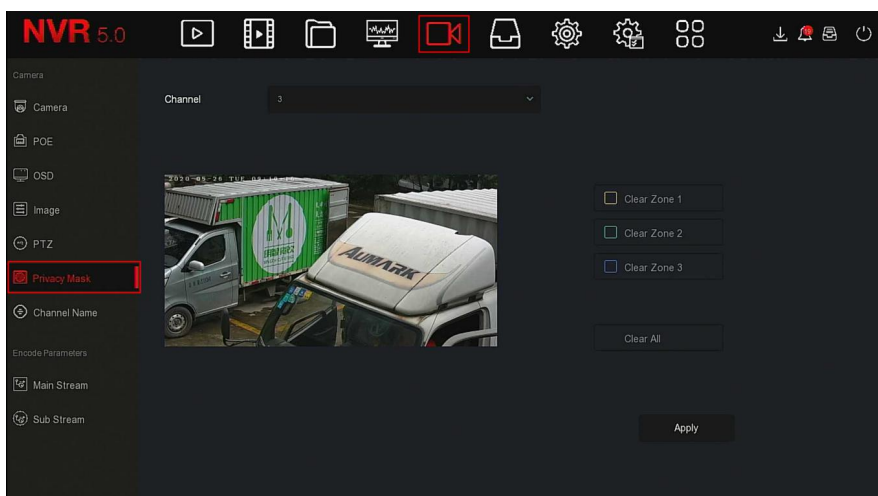 NVR 5.0
Camera
Camera
POE
OSD
Image
PTZ
Privacy Mask
Channel Name
Encode Parameters
Main Stream
Sub Stream
Channel 3
TUE
AUMARK
Clear Zone 1
Clear Zone 2
Clear Zone 3
Clear All
Apply